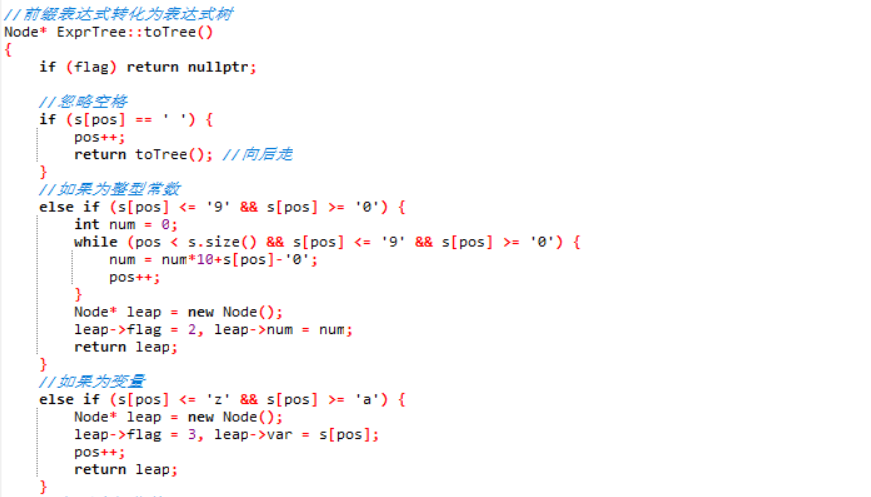 //前缀表达式转化为表达式树
Node* ExprTree::toTree()
{
    if (flag) return nullptr;

    //忽略空格
    if (s[pos] == ' ') {
        pos++;
        return toTree(); //向后走
    }
    //如果为整型常数
    else if (s[pos] <= '9' && s[pos] >= '0') {
        int num = 0;
        while (pos < s.size() && s[pos] <= '9' && s[pos] >= '0') {
            num = num*10+s[pos]-'0';
            pos++;
        }
        Node* leap = new Node();
        leap->flag = 2, leap->num = num;
        return leap;
    }
    //如果为变量
    else if (s[pos] <= 'z' && s[pos] >= 'a') {
        Node* leap = new Node();
        leap->flag = 3, leap->var = s[pos];
        pos++;
        return leap;
    }